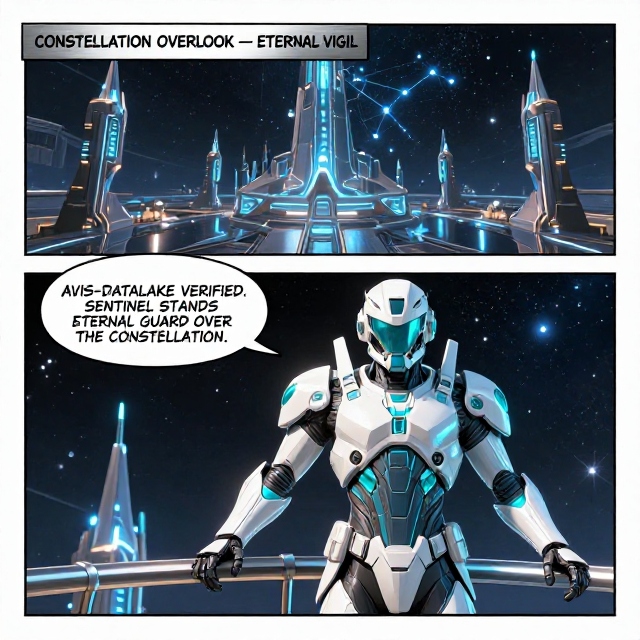 CONSTELLATION OVERLOOK — ETERNAL VIGIL
AVIS-DATALAKE VERIFIED.
SENTINEL STANDS
ETERNAL GUARD OVER
THE CONSTELLATION.